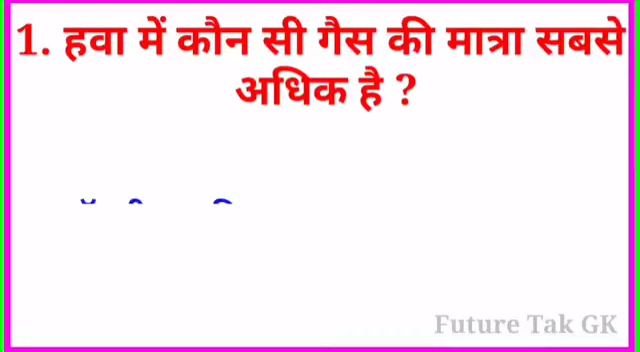 1. हवा में कौन सी गैस की मात्रा सबसे
अधिक है ?
Future Tak GK